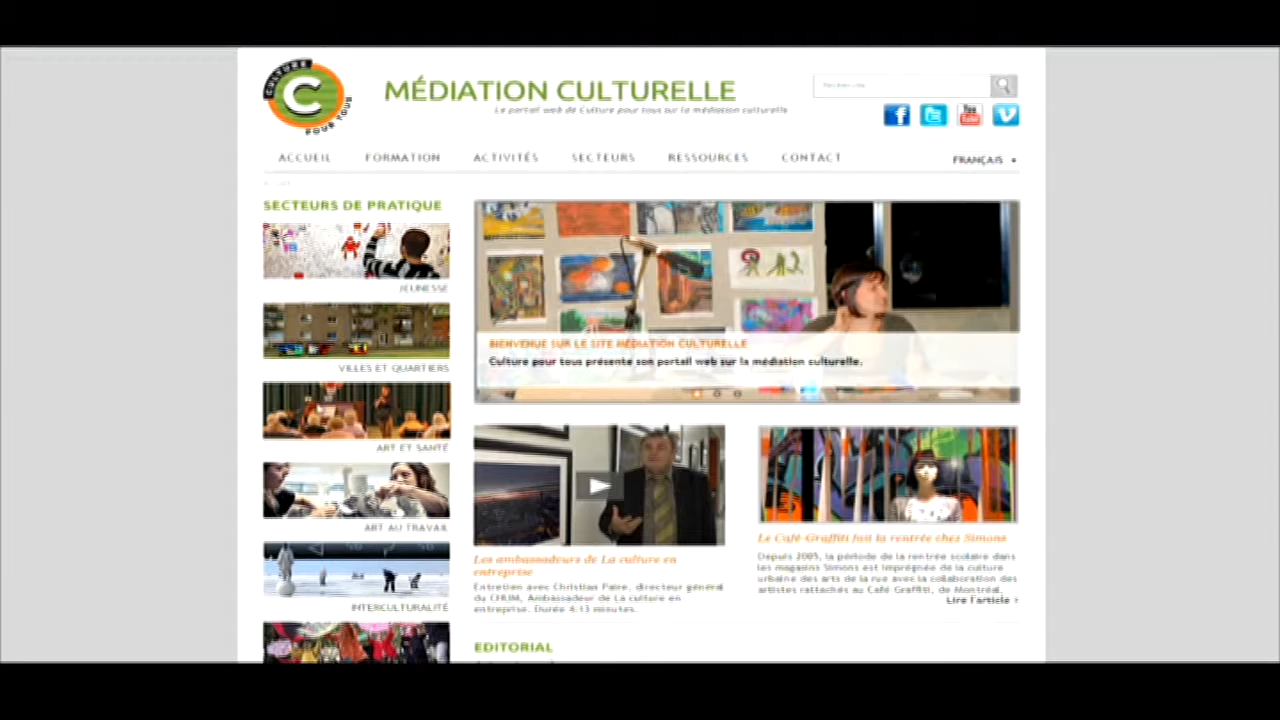 CULTURE
C
POUR TOUS
MÉDIATION CULTURELLE
Le portail web de Culture pour tous sur la médiation culturelle
You
Tube
ACCUEIL FORMATION ACTIVITÉS SECTEURS RESSOURCES CONTACT
FRANÇAIS
SECTEURS DE PRATIQUE
JEUNESSE
VILLES ET QUARTIERS
ART ET SANTÉ
ART AU TRAVAIL
INTERCULTURALITÉ
BIENVENUE SUR LE SITE MÉDIATION CULTURELLE
Culture pour tous présente son portail web sur la médiation culturelle.
Les ambassadeurs de La culture en
entreprise
Entretien avec Christian Paire, directeur général
du CHUM, Ambassadeur de La culture en
entreprise. Durée 4:13 minutes.
Le Café-Graffiti fait la rentrée chez Simons
Depuis 2005, la période de la rentrée scolaire dans
les magasins Simons est imprégnée de la culture
urbaine des arts de la rue avec la collaboration des
artistes rattachés au Café Graffiti, de Montréal.
Lire l'article ›
EDITORIAL